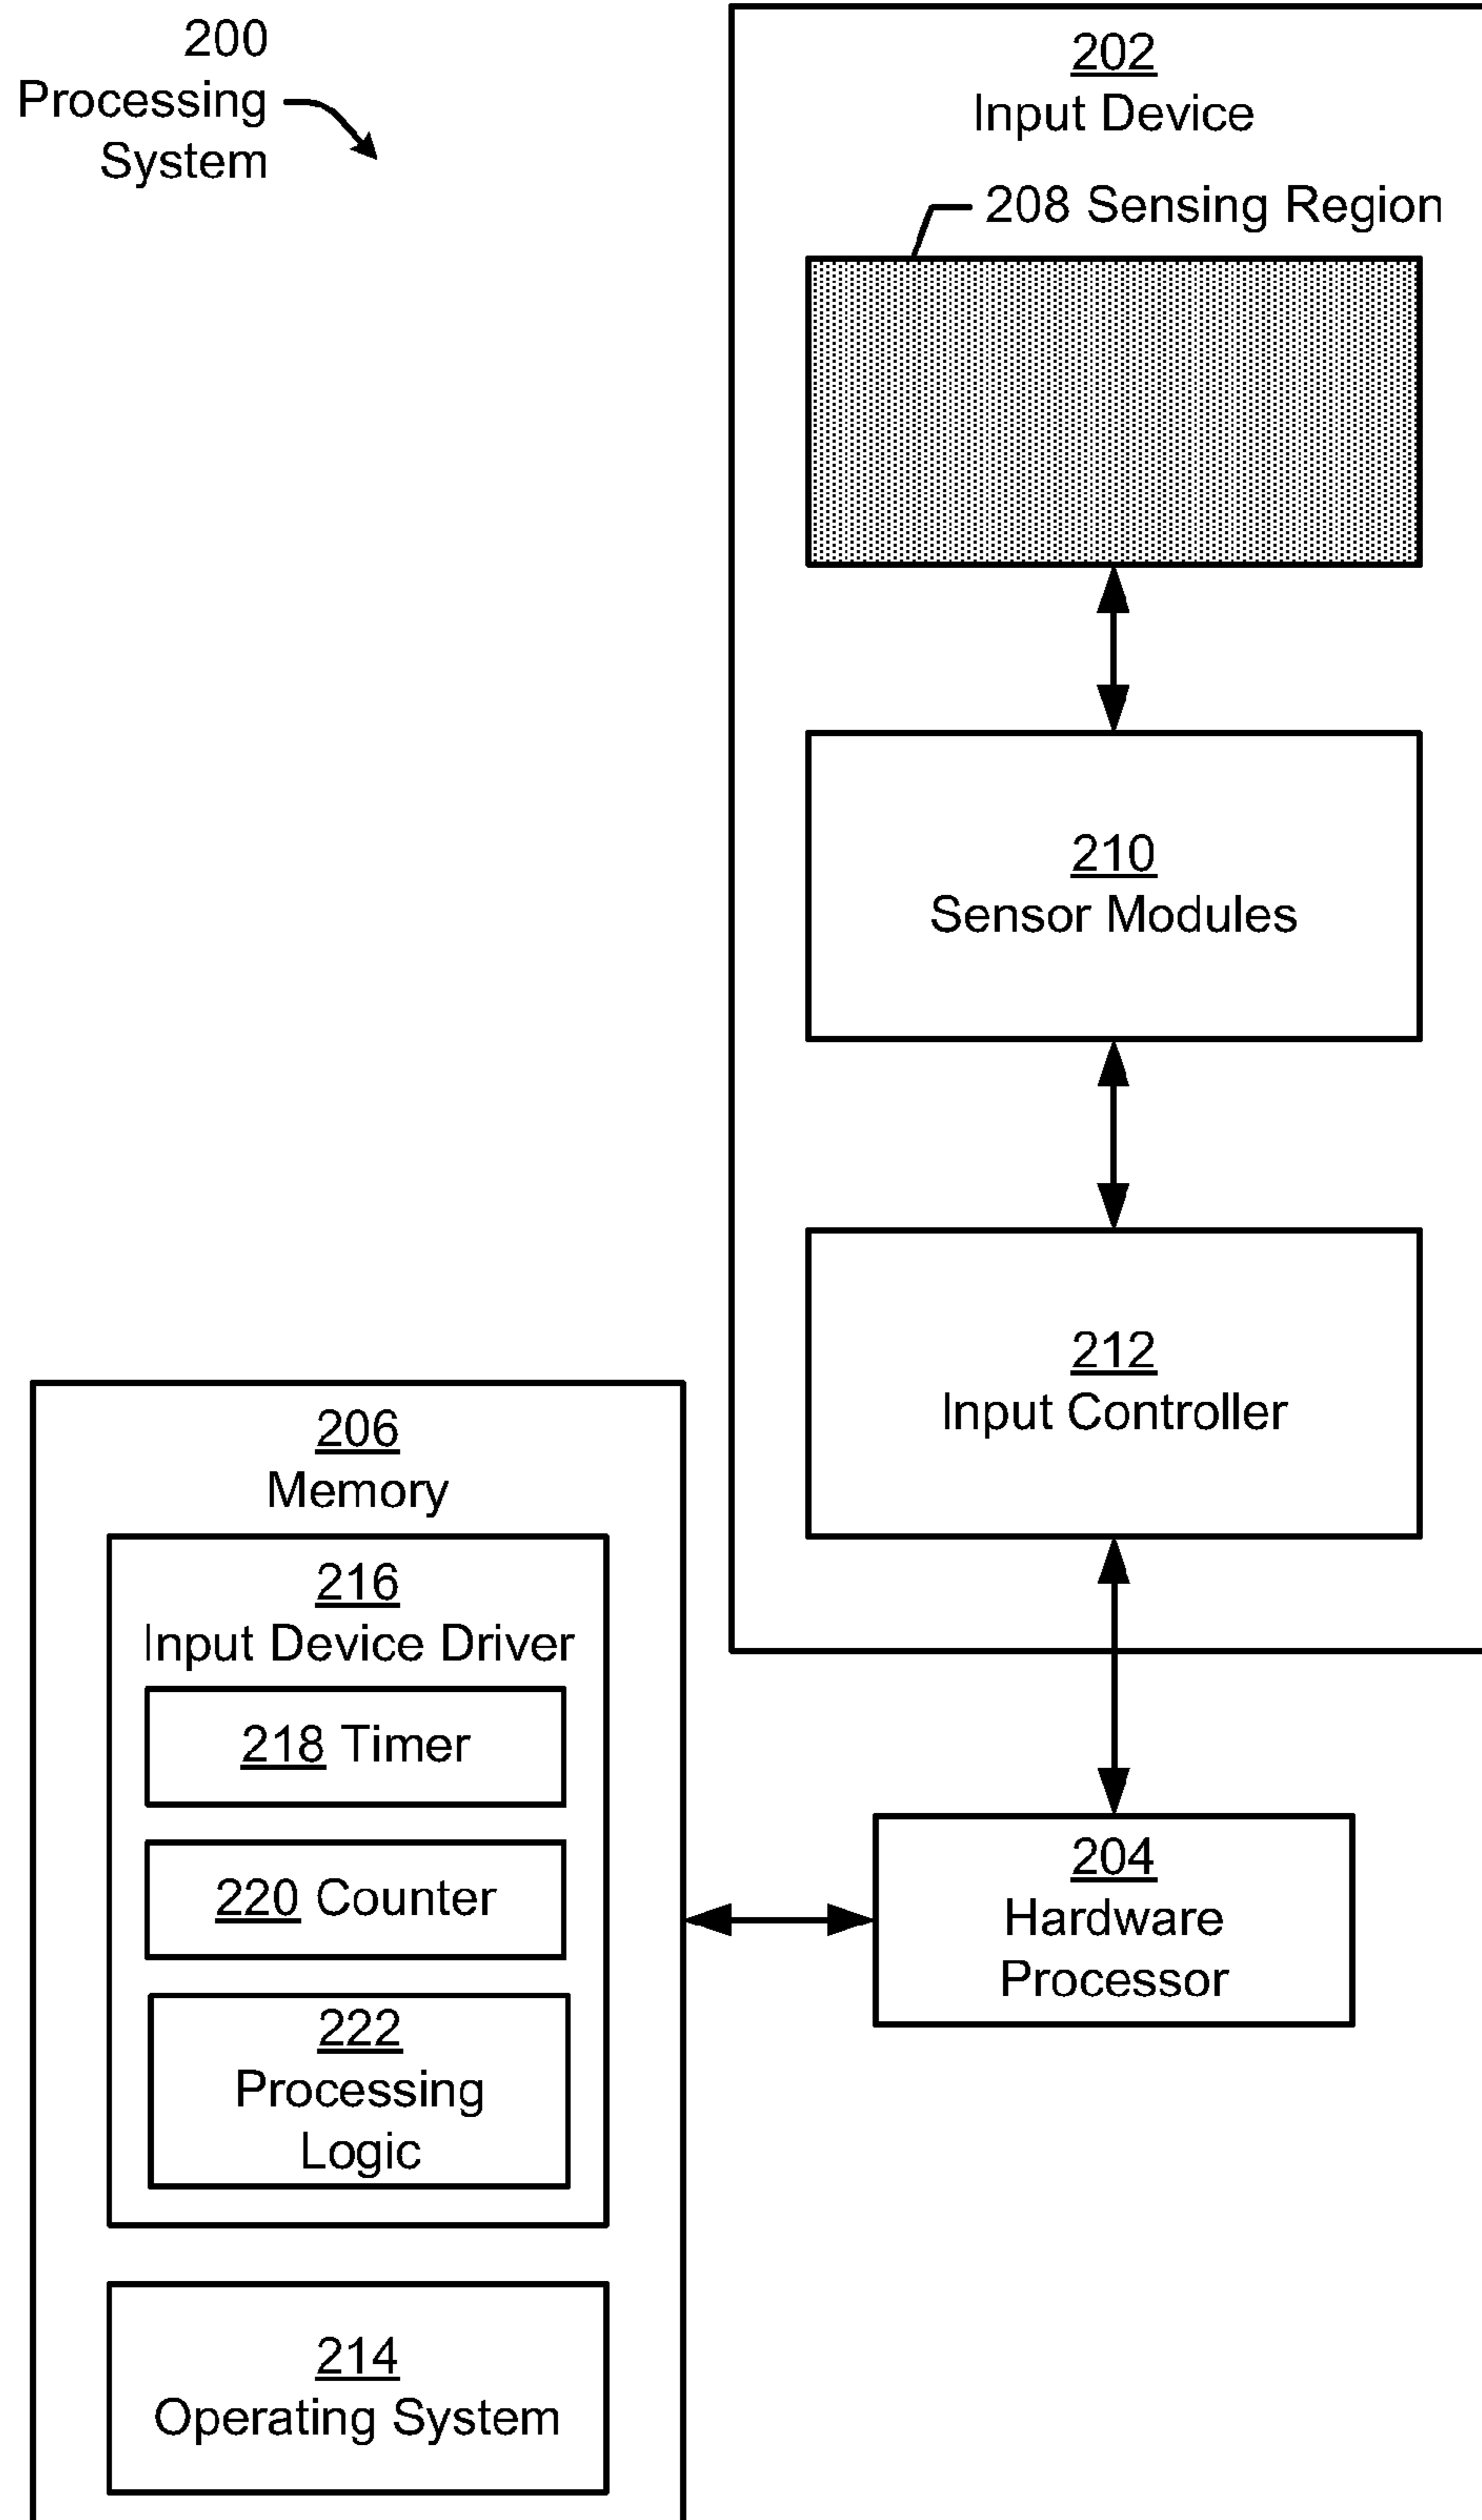 200
Processing
System
202
Input Device
208 Sensing Region
210
Sensor Modules
212
Input Controller
206
Memory
216
Input Device Driver
218 Timer
220 Counter
222
Processing
Logic
204
Hardware
Processor
214
Operating System